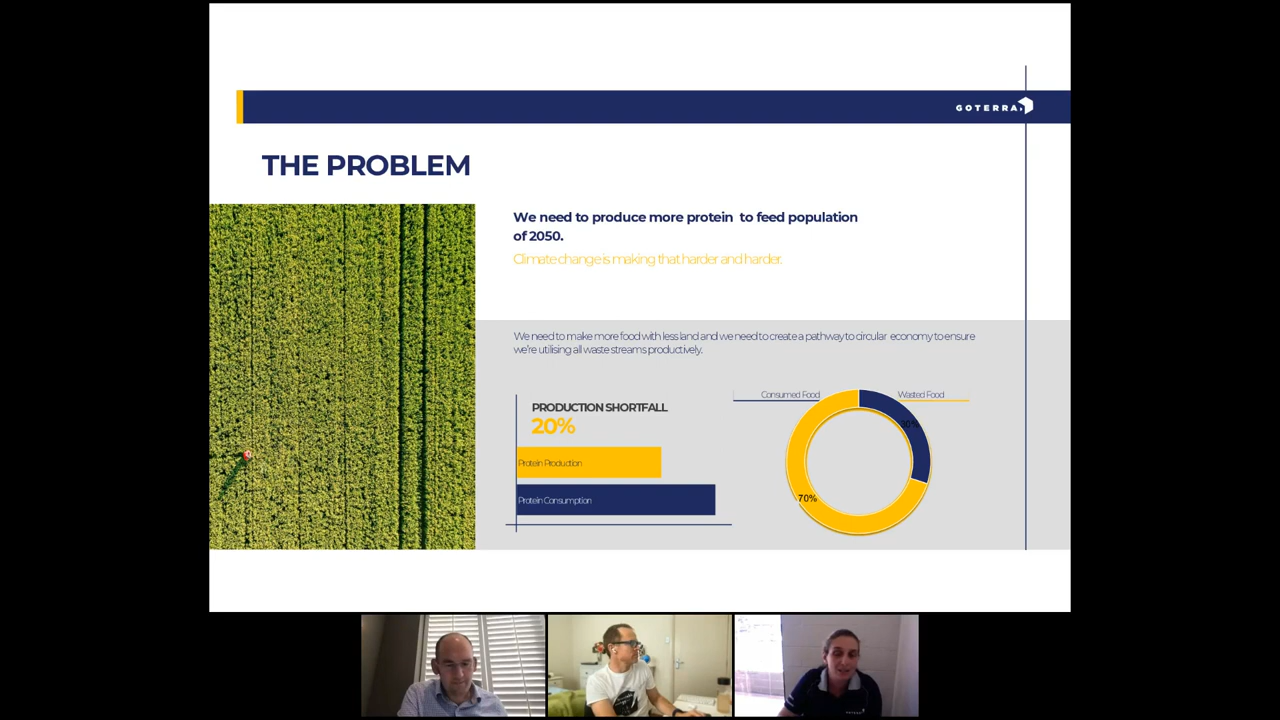 GOTERRA
THE PROBLEM
We need to produce more protein to feed population
of 2050.
Climate change is making that harder and harder.
We need to make more food with less land and we need to create a pathway to circular economy to ensure
we're utilising all waste streams productively.
PRODUCTION SHORTFALL
20%
Protein Production
Protein Consumption
Consumed Food
Wasted Food
30%
70%